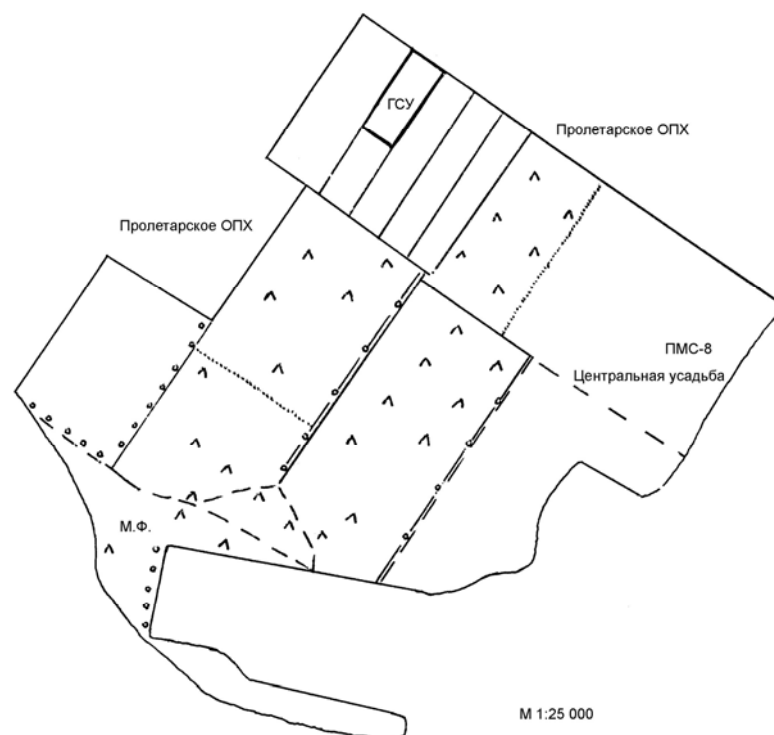 ГСУ
Пролетарское ОПХ
Пролетарское ОПХ
ПМС-8
Центральная усадьба
М.Ф.
М 1:25 000